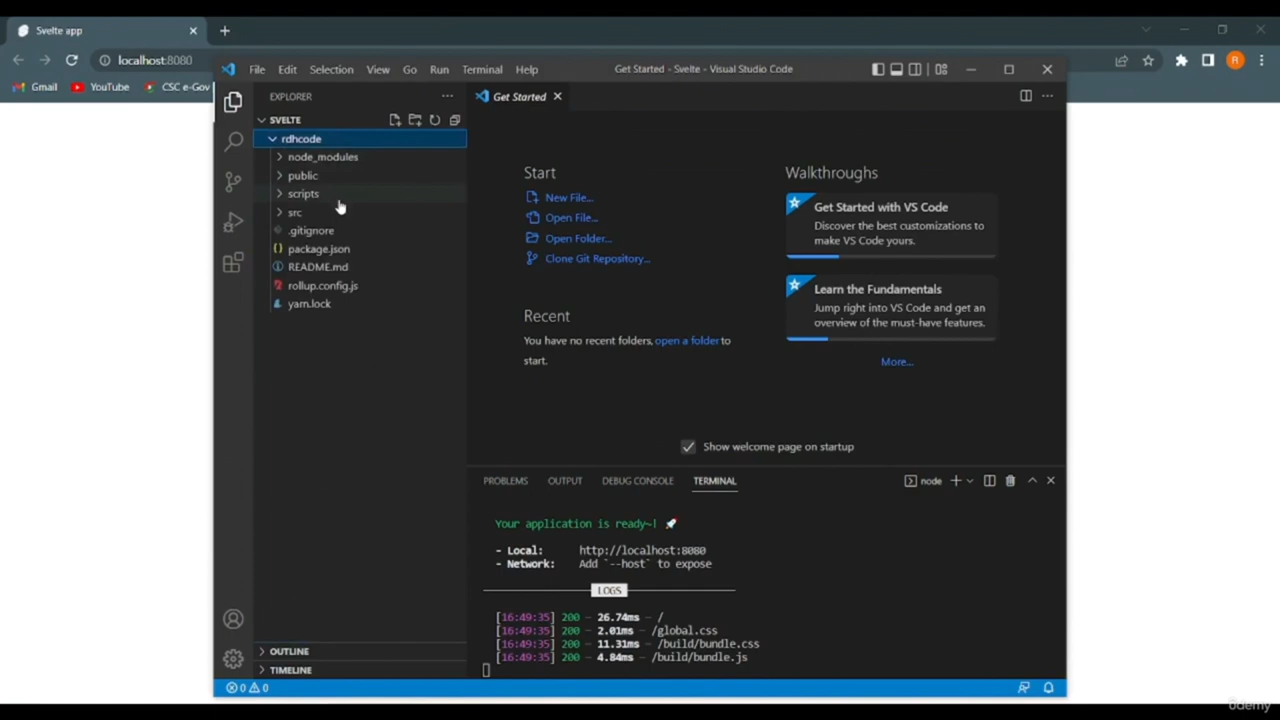 Svelte app
localhost:8080
Gmail
YouTube
CSC e-Gov
R
File Edit Selection View Go Run Terminal Help
Get Started - Svelte - Visual Studio Code
EXPLORER
SVELTE
rdhcode
node_modules
public
scripts
src
.gitignore
package.json
README.md
rollup.config.js
yarn.lock
OUTLINE
TIMELINE
Get Started
Start
New File...
Open File...
Open Folder...
Clone Git Repository...
Recent
You have no recent folders, open a folder to
start.
Walkthroughs
Get Started with VS Code
Discover the best customizations to
make VS Code yours.
Learn the Fundamentals
Jump right into VS Code and get an
overview of the must-have features.
More...
Show welcome page on startup
PROBLEMS OUTPUT DEBUG CONSOLE TERMINAL
node
Your application is ready~! 🚀
- Local: http://localhost:8080
- Network: Add `--host` to expose
LOGS
[16:49:35] 200 – 26.74ms – /
[16:49:35] 200 – 2.01ms – /global.css
[16:49:35] 200 – 11.31ms – /build/bundle.css
[16:49:35] 200 – 4.84ms – /build/bundle.js
0 0
ûdemy